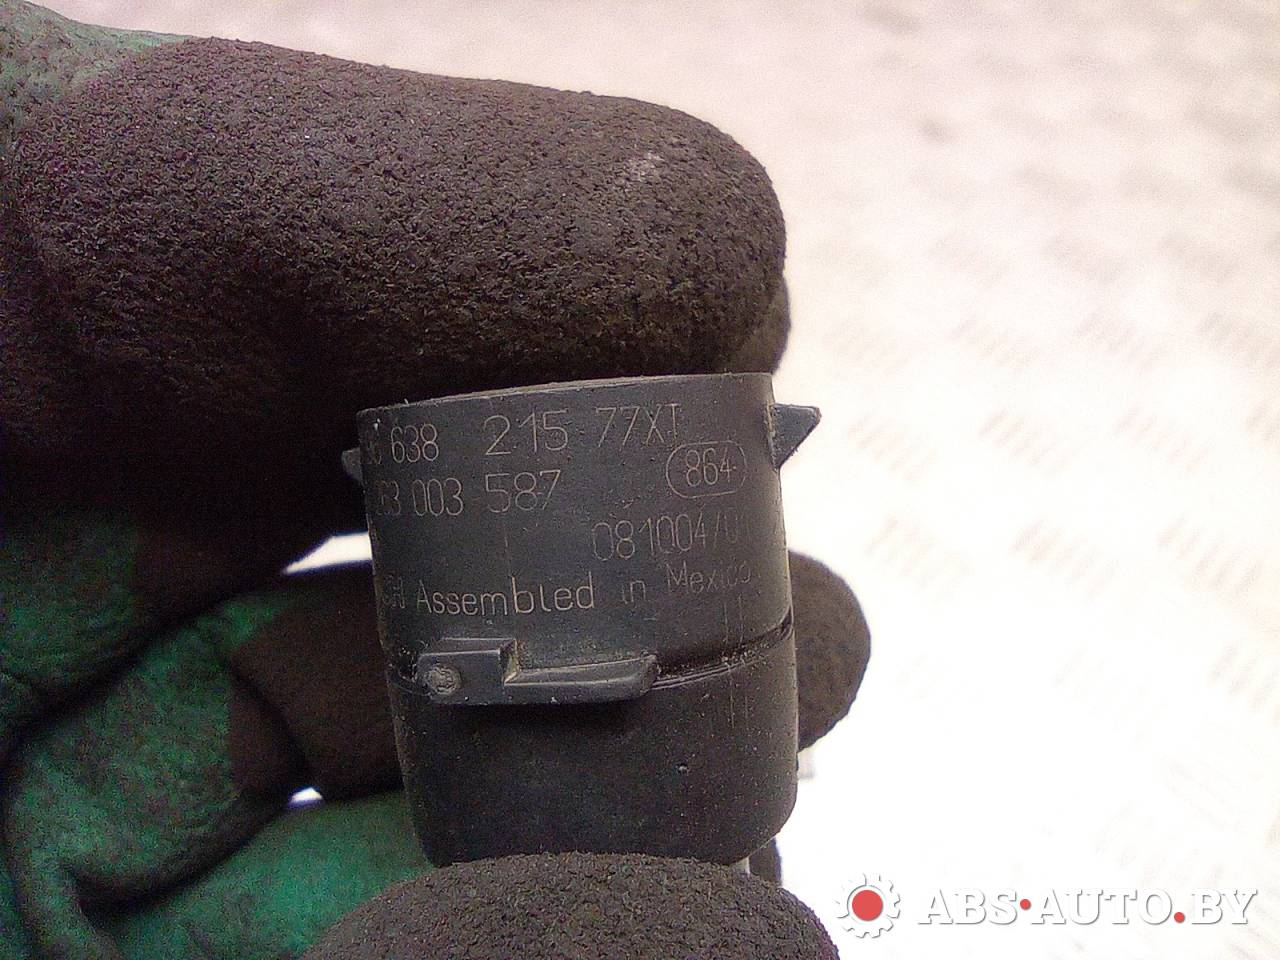 638 215 77XT
003 587 864
081004/0
Assembled in Mexico
ABS-AUTO.BY